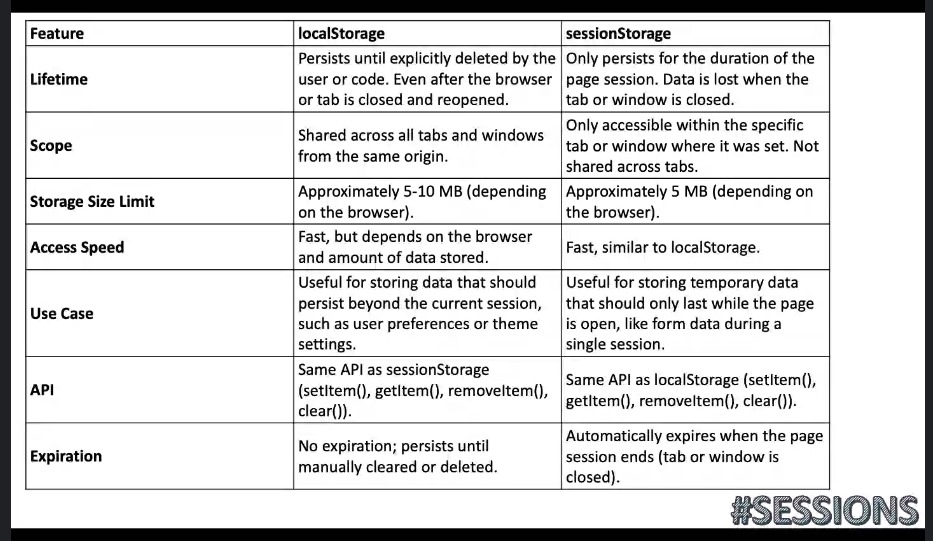 Feature localStorage sessionStorage
Lifetime
Persists until explicitly deleted by the
user or code. Even after the browser
or tab is closed and reopened.
Only persists for the duration of the
page session. Data is lost when the
tab or window is closed.
Scope
Shared across all tabs and windows
from the same origin.
Only accessible within the specific
tab or window where it was set. Not
shared across tabs.
Storage Size Limit
Approximately 5-10 MB (depending
on the browser).
Approximately 5 MB (depending on
the browser).
Access Speed
Fast, but depends on the browser
and amount of data stored.
Fast, similar to localStorage.
Use Case
Useful for storing data that should
persist beyond the current session,
such as user preferences or theme
settings.
Useful for storing temporary data
that should only last while the page
is open, like form data during a
single session.
API
Same API as sessionStorage
(setItem(), getItem(), removeItem(),
clear()).
Same API as localStorage (setItem(),
getItem(), removeItem(), clear()).
Expiration
No expiration; persists until
manually cleared or deleted.
Automatically expires when the page
session ends (tab or window is
closed).
#SESSIONS